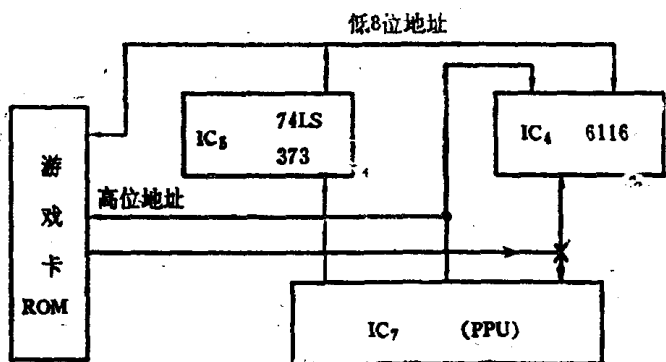 低8位地址
IC₅ 74LS
373
IC₄ 6116
游
戏
卡
ROM
高位地址
IC₇ (PPU)